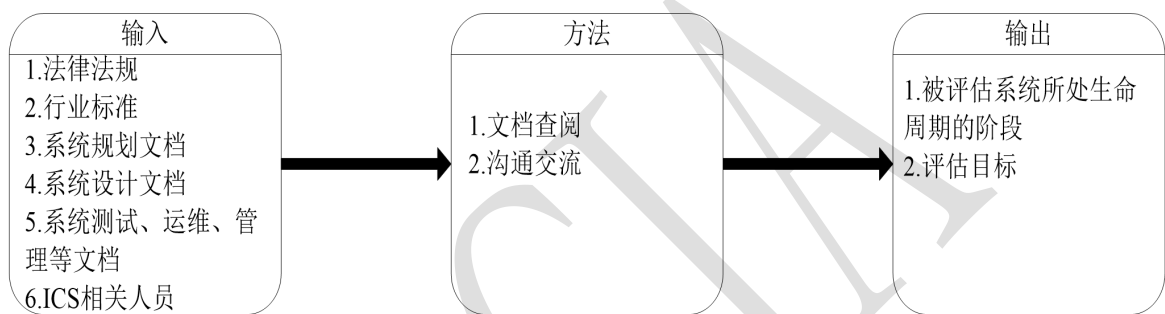 输入
1.法律法规
2.行业标准
3.系统规划文档
4.系统设计文档
5.系统测试、运维、管
理等文档
6.ICS相关人员
方法
1.文档查阅
2.沟通交流
输出
1.被评估系统所处生命
周期的阶段
2.评估目标